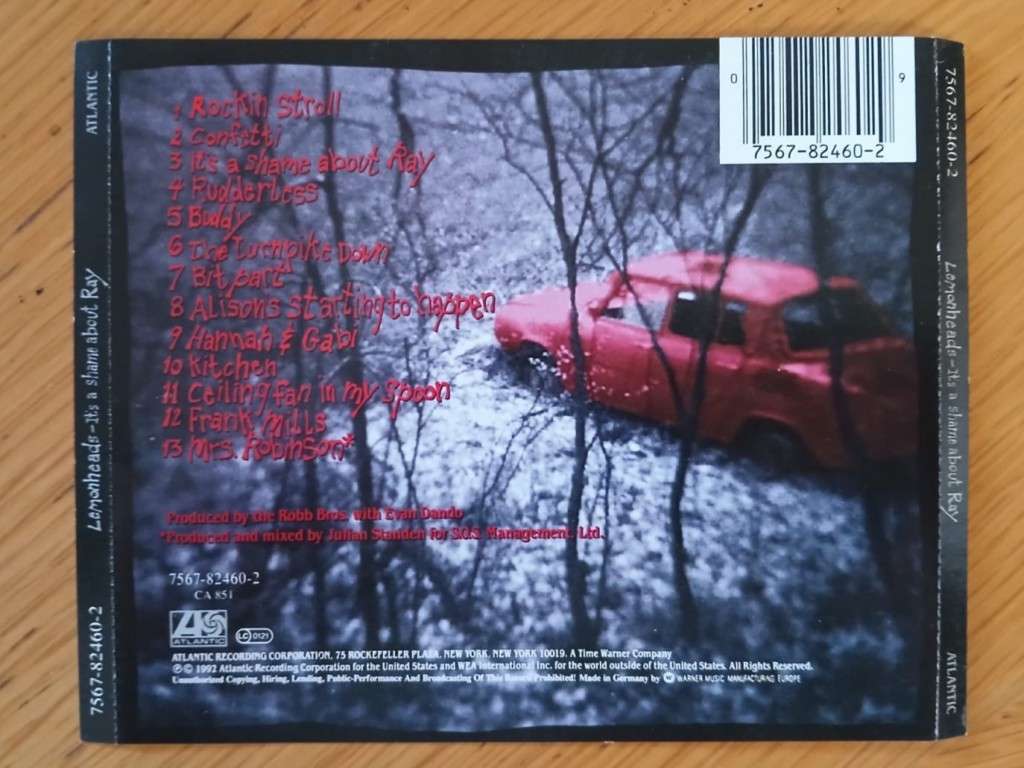 ATLANTIC
Lemonheads-It's a shame about Ray
7567-82460-2
1 Rockin Stroll
2 Confetti
3 It's a shame about Ray
4 Rudderless
5 Buddy
6 The Turnpike Down
7 Bit part
8 Alison's starting to happen
9 Hannah & Gabi
10 Kitchen
11 Ceiling fan in my spoon
12 Frank Mills
13 Mrs. Robinson*
Produced by the Robb Bros. with Evan Dando
*Produced and mixed by Julian Standen for S.O.S. Management. Ltd.
7567-82460-2
CA 851
ATLANTIC
LC 0121
ATLANTIC RECORDING CORPORATION, 75 ROCKEFELLER PLAZA, NEW YORK, NEW YORK 10019. A Time Warner Company
℗© 1992 Atlantic Recording Corporation for the United States and WEA International Inc. for the world outside of the United States. All Rights Reserved.
Unauthorized Copying, Hiring, Lending, Public-Performance And Broadcasting Of This Record Prohibited! Made in Germany by WARNER MUSIC MANUFACTURING EUROPE
0 9
7567-82460-2
7567-82460-2
Lemonheads-It's a shame about Ray
ATLANTIC